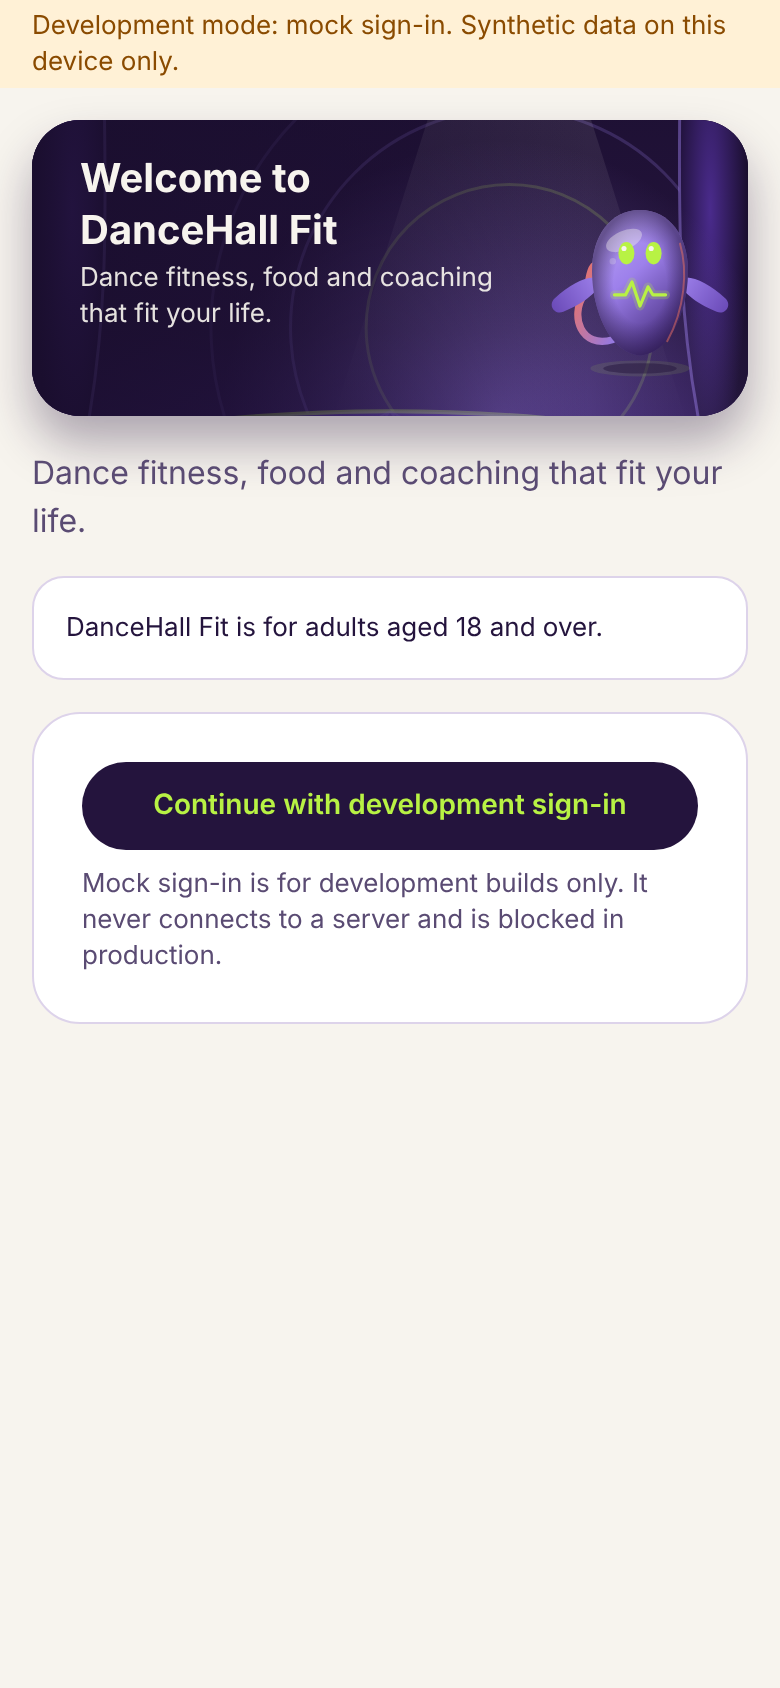 Development mode: mock sign-in. Synthetic data on this
device only.
Welcome to
DanceHall Fit
Dance fitness, food and coaching
that fit your life.
Dance fitness, food and coaching that fit your
life.
DanceHall Fit is for adults aged 18 and over.
Continue with development sign-in
Mock sign-in is for development builds only. It
never connects to a server and is blocked in
production.